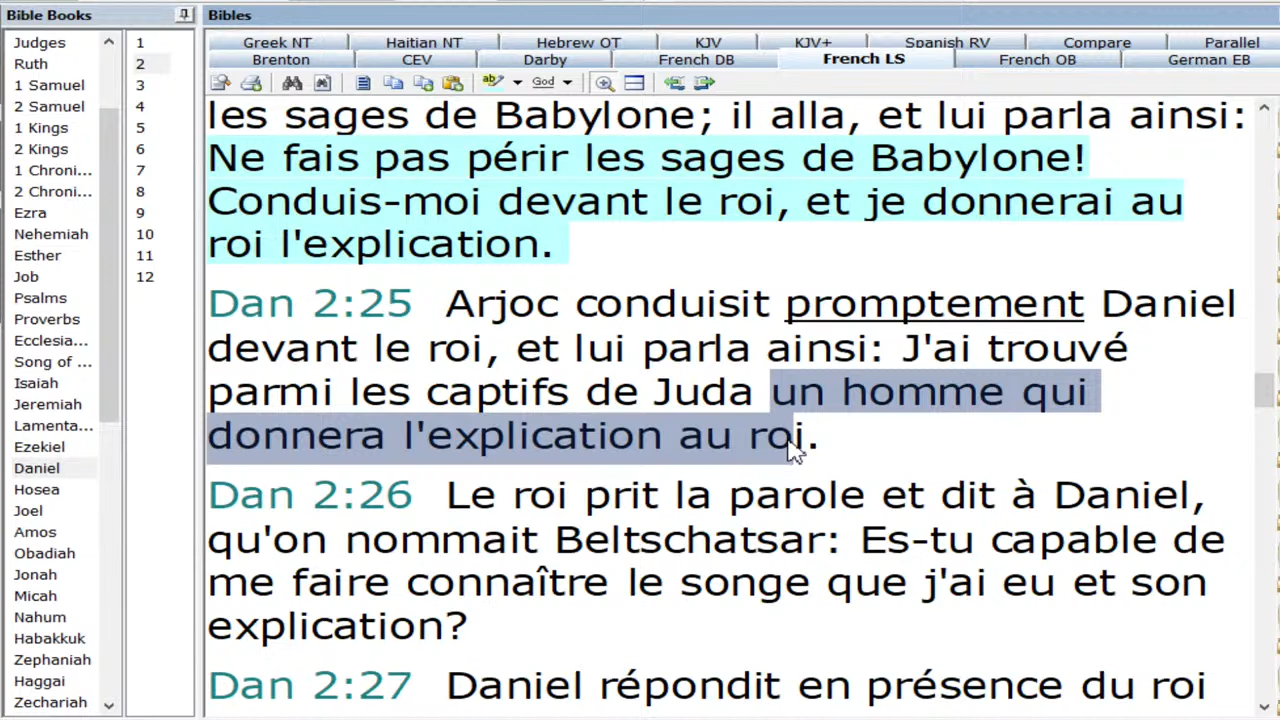 Bible Books
Bibles
Greek NT Haitian NT Hebrew OT KJV KJV+ Spanish RV Compare Parallel
Brenton CEV Darby French DB French LS French OB German EB
Judges
Ruth
1 Samuel
2 Samuel
1 Kings
2 Kings
1 Chroni...
2 Chroni...
Ezra
Nehemiah
Esther
Job
Psalms
Proverbs
Ecclesia...
Song of ...
Isaiah
Jeremiah
Lamenta...
Ezekiel
Daniel
Hosea
Joel
Amos
Obadiah
Jonah
Micah
Nahum
Habakkuk
Zephaniah
Haggai
Zechariah
1
2
3
4
5
6
7
8
9
10
11
12
ab
God
les sages de Babylone; il alla, et lui parla ainsi:
Ne fais pas périr les sages de Babylone!
Conduis-moi devant le roi, et je donnerai au
roi l'explication.
Dan 2:25 Arjoc conduisit promptement Daniel
devant le roi, et lui parla ainsi: J'ai trouvé
parmi les captifs de Juda un homme qui
donnera l'explication au roi.
Dan 2:26 Le roi prit la parole et dit à Daniel,
qu'on nommait Beltschatsar: Es-tu capable de
me faire connaître le songe que j'ai eu et son
explication?
Dan 2:27 Daniel répondit en présence du roi